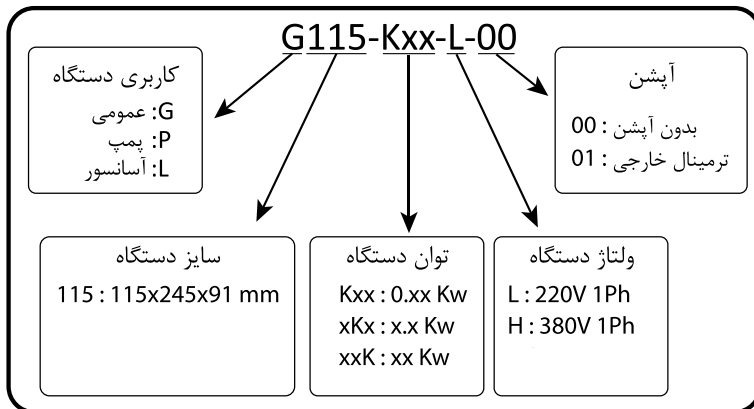 G115-Kxx-L-00
کاربری دستگاه
G: عمومی
P: پمپ
L: آسانسور
آپشن
00 : بدون آپشن
01 : ترمینال خارجی
سایز دستگاه
115 : 115x245x91 mm
توان دستگاه
Kxx : 0.xx Kw
xKx : x.x Kw
xxK : xx Kw
ولتاژ دستگاه
L : 220V 1Ph
H : 380V 1Ph